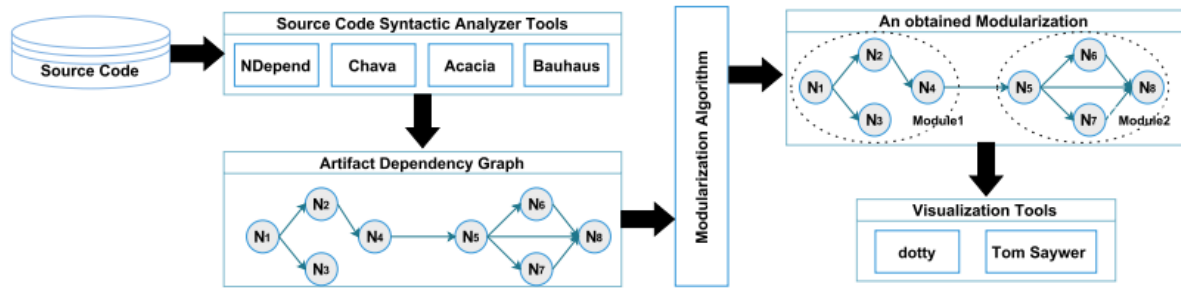 Source Code
Source Code Syntactic Analyzer Tools
NDepend
Chava
Acacia
Bauhaus
Artifact Dependency Graph
N1
N2
N3
N4
N5
N6
N7
N8
Modularization Algorithm
An obtained Modularization
N1
N2
N3
N4
Module1
N5
N6
N7
N8
Module2
Visualization Tools
dotty
Tom Saywer